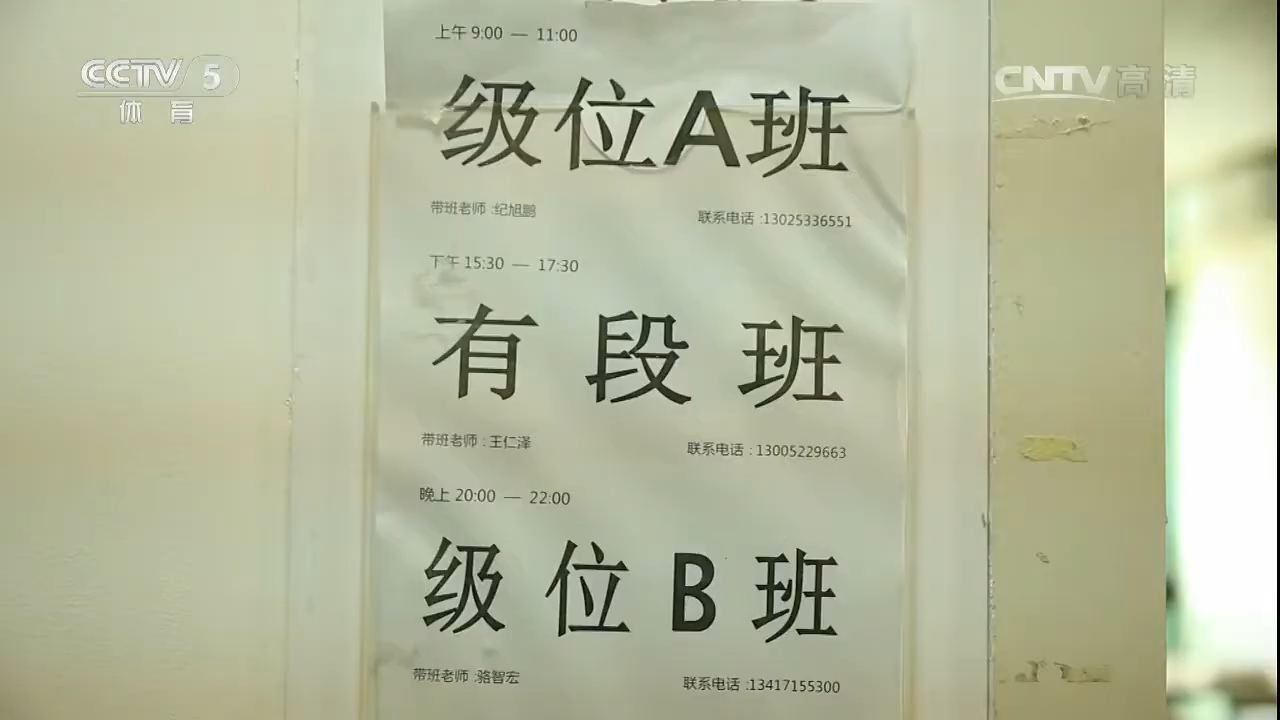 CCTV 5
体育
CNTV高清
上午 9:00 — 11:00
级位A班
带班老师 :纪旭鹏
联系电话 :13025336551
下午 15:30 — 17:30
有段班
带班老师 : 王仁泽
联系电话 : 13005229663
晚上 20:00 — 22:00
级位B班
带班老师 :骆智宏
联系电话 :13417155300